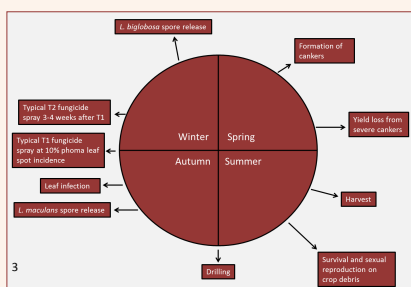 L. biglobosa spore release
Formation of
cankers
Typical T2 fungicide
spray 3-4 weeks after T1
Yield loss from
severe cankers
Winter
Spring
Typical T1 fungicide
spray at 10% phoma leaf
spot incidence
Autumn
Summer
Leaf infection
Harvest
L. maculans spore release
Survival and sexual
reproduction on
crop debris
Drilling
3